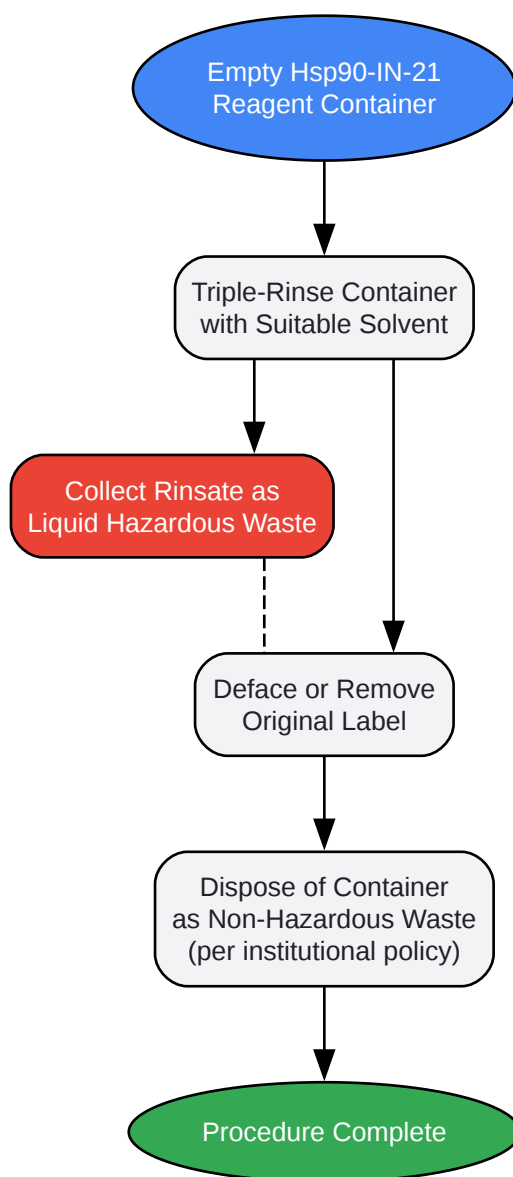 Empty Hsp90-IN-21
Reagent Container
Triple-Rinse Container
with Suitable Solvent
Collect Rinsate as
Liquid Hazardous Waste
Deface or Remove
Original Label
Dispose of Container
as Non-Hazardous Waste
(per institutional policy)
Procedure Complete